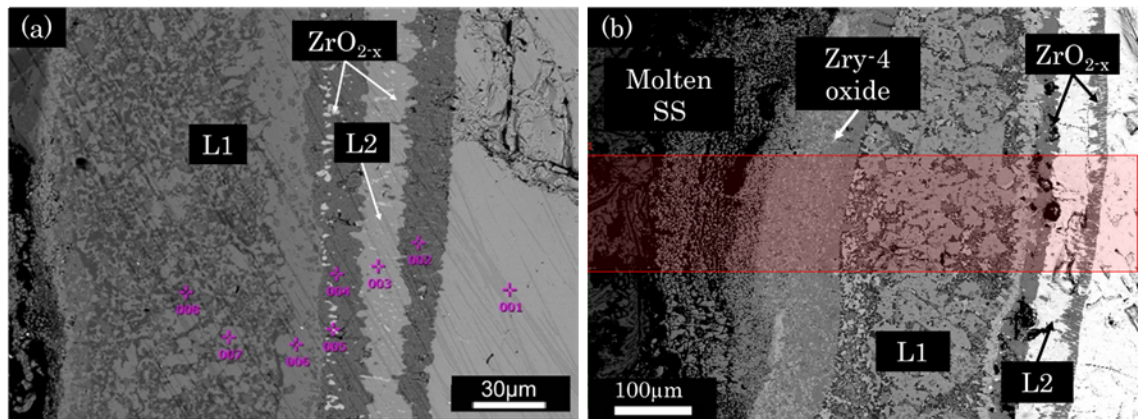 (a)
ZrO2-x
L1
L2
002
003
004
001
008
005
007
006
30μm
(b)
Molten
SS
Zry-4
oxide
ZrO2-x
L1
L2
100μm